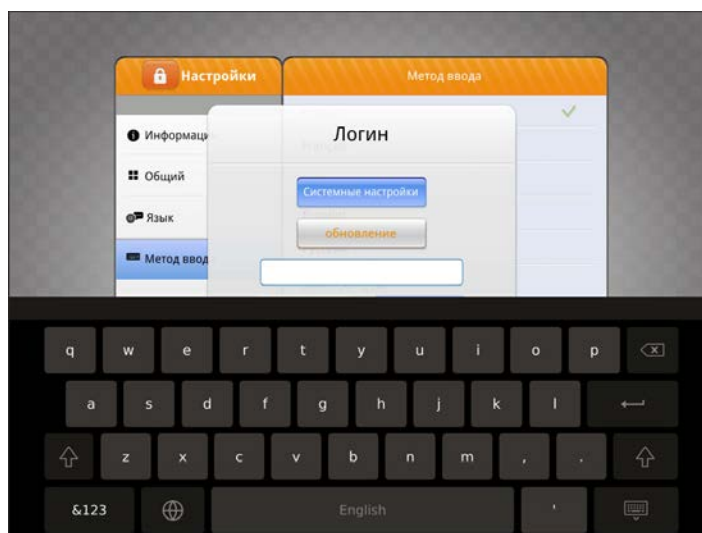 Настройки
Метод ввода
Логин
Информаци
Общий
Системные настройки
Язык
обновление
Метод ввод
q w e r t y u i o p
a s d f g h j k l
z x c v b n m , .
&123 English '